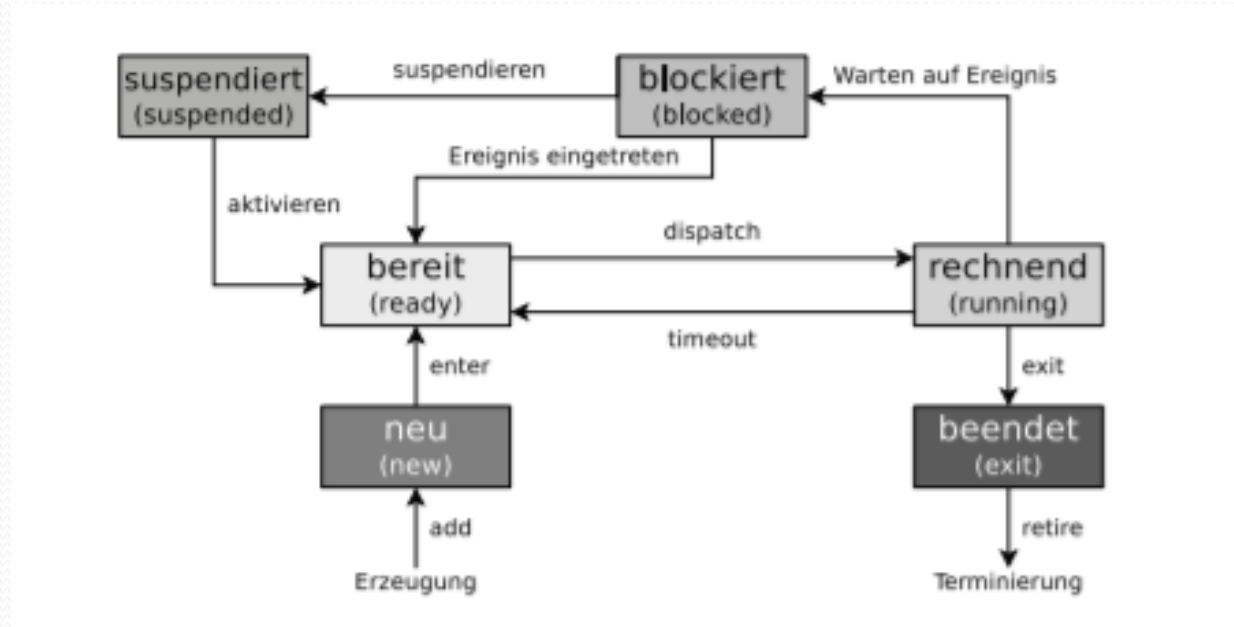 suspendiert
(suspended)
suspendieren
blockiert
(blocked)
Warten auf Ereignis
Ereignis eingetreten
aktivieren
bereit
(ready)
dispatch
rechnend
(running)
timeout
enter
exit
neu
(new)
beendet
(exit)
add
retire
Erzeugung
Terminierung